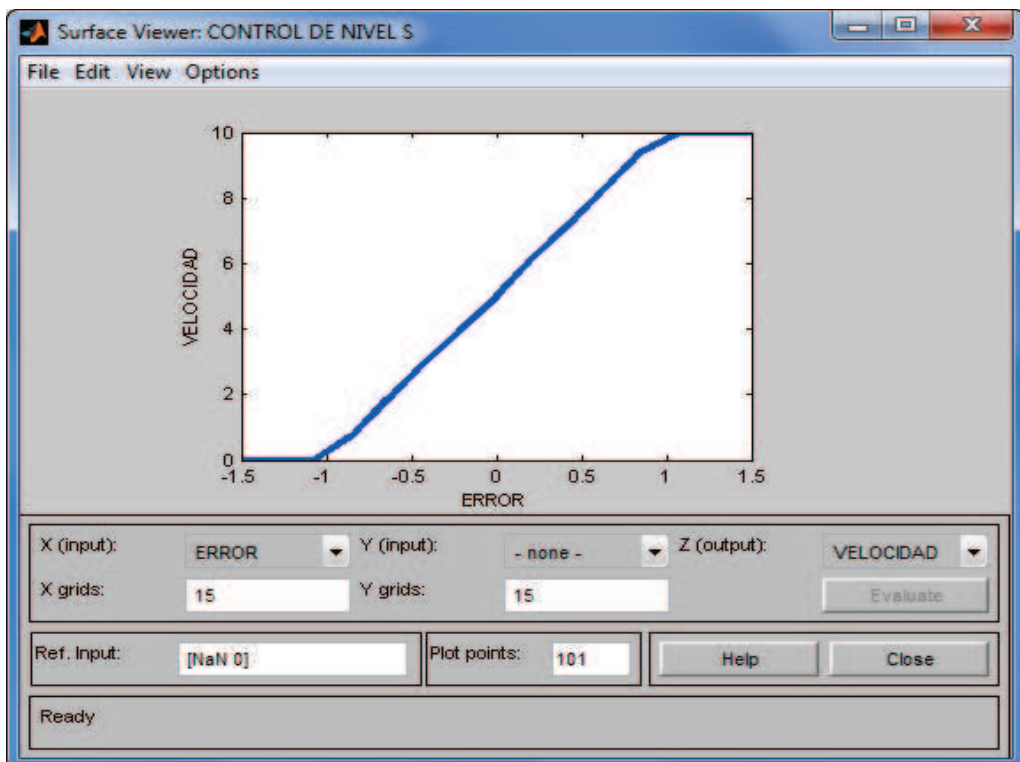 Surface Viewer: CONTROL DE NIVEL S
File Edit View Options
10
8
6
4
2
0
VELOCIDAD
-1.5 -1 -0.5 0 0.5 1 1.5
ERROR
X (input): ERROR Y (input): - none - Z (output): VELOCIDAD
X grids: 15 Y grids: 15 Evaluate
Ref. Input: [NaN 0] Plot points: 101 Help Close
Ready